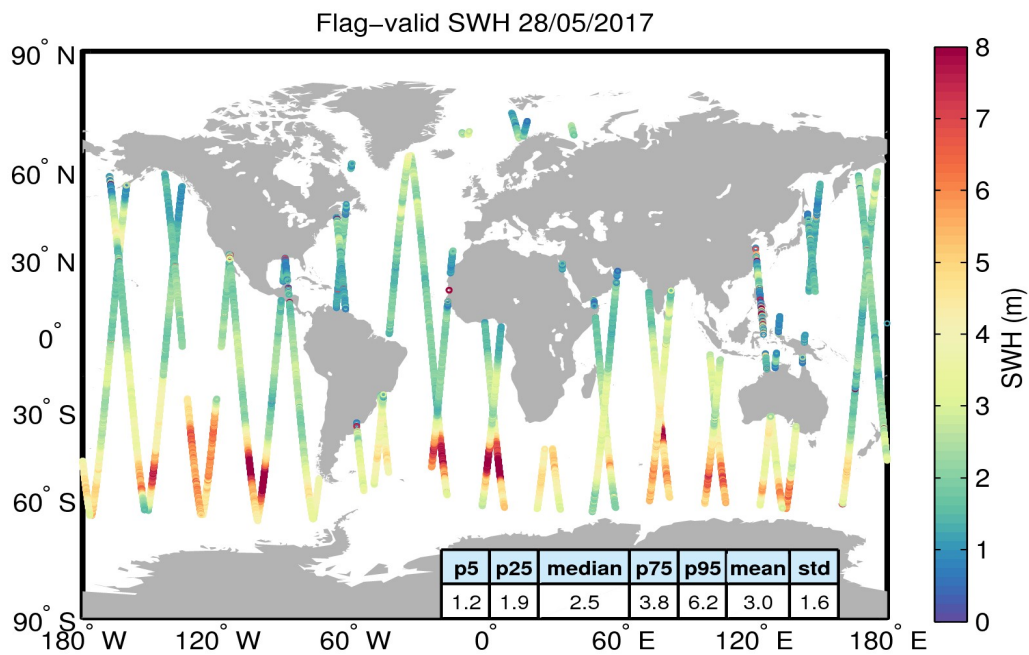 Flag−valid SWH 28/05/2017
90° N
60° N
30° N
0°
30° S
60° S
90° S
180° W
120° W
60° W
0°
60° E
120° E
180° E
8
7
6
5
4
3
2
1
0
SWH (m)
p5 p25 median p75 p95 mean std
1.2 1.9 2.5 3.8 6.2 3.0 1.6